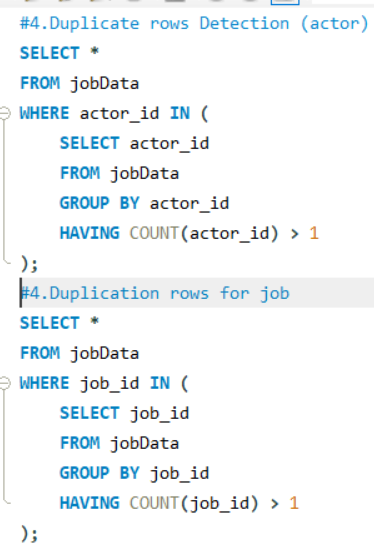 #4.Duplicate rows Detection (actor)
SELECT *
FROM jobData
WHERE actor_id IN (
    SELECT actor_id
    FROM jobData
    GROUP BY actor_id
    HAVING COUNT(actor_id) > 1
);
#4.Duplication rows for job
SELECT *
FROM jobData
WHERE job_id IN (
    SELECT job_id
    FROM jobData
    GROUP BY job_id
    HAVING COUNT(job_id) > 1
);